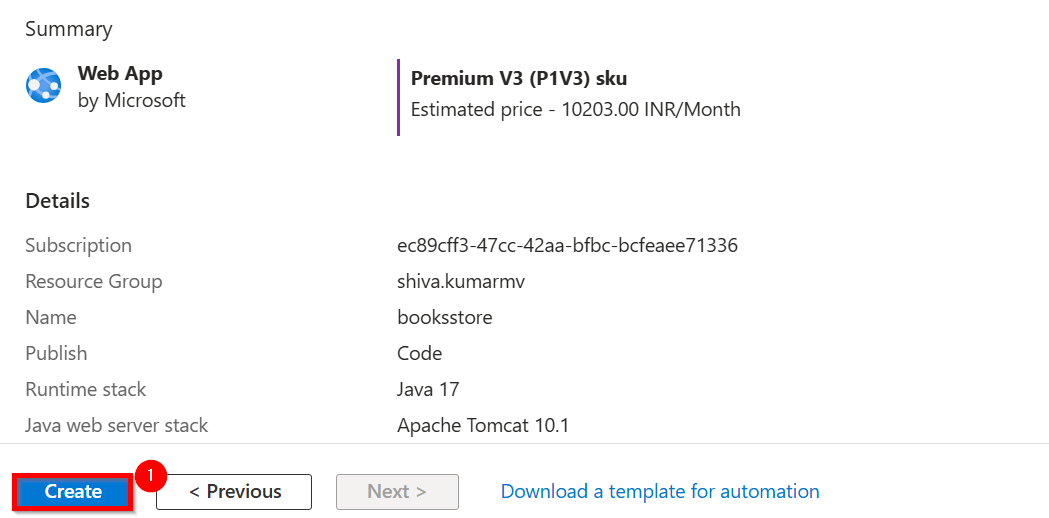 Summary
Web App
by Microsoft
Premium V3 (P1V3) sku
Estimated price - 10203.00 INR/Month
Details
Subscription ec89cff3-47cc-42aa-bfbc-bcfeaee71336
Resource Group shiva.kumarmv
Name booksstore
Publish Code
Runtime stack Java 17
Java web server stack Apache Tomcat 10.1
Create 1 < Previous Next > Download a template for automation